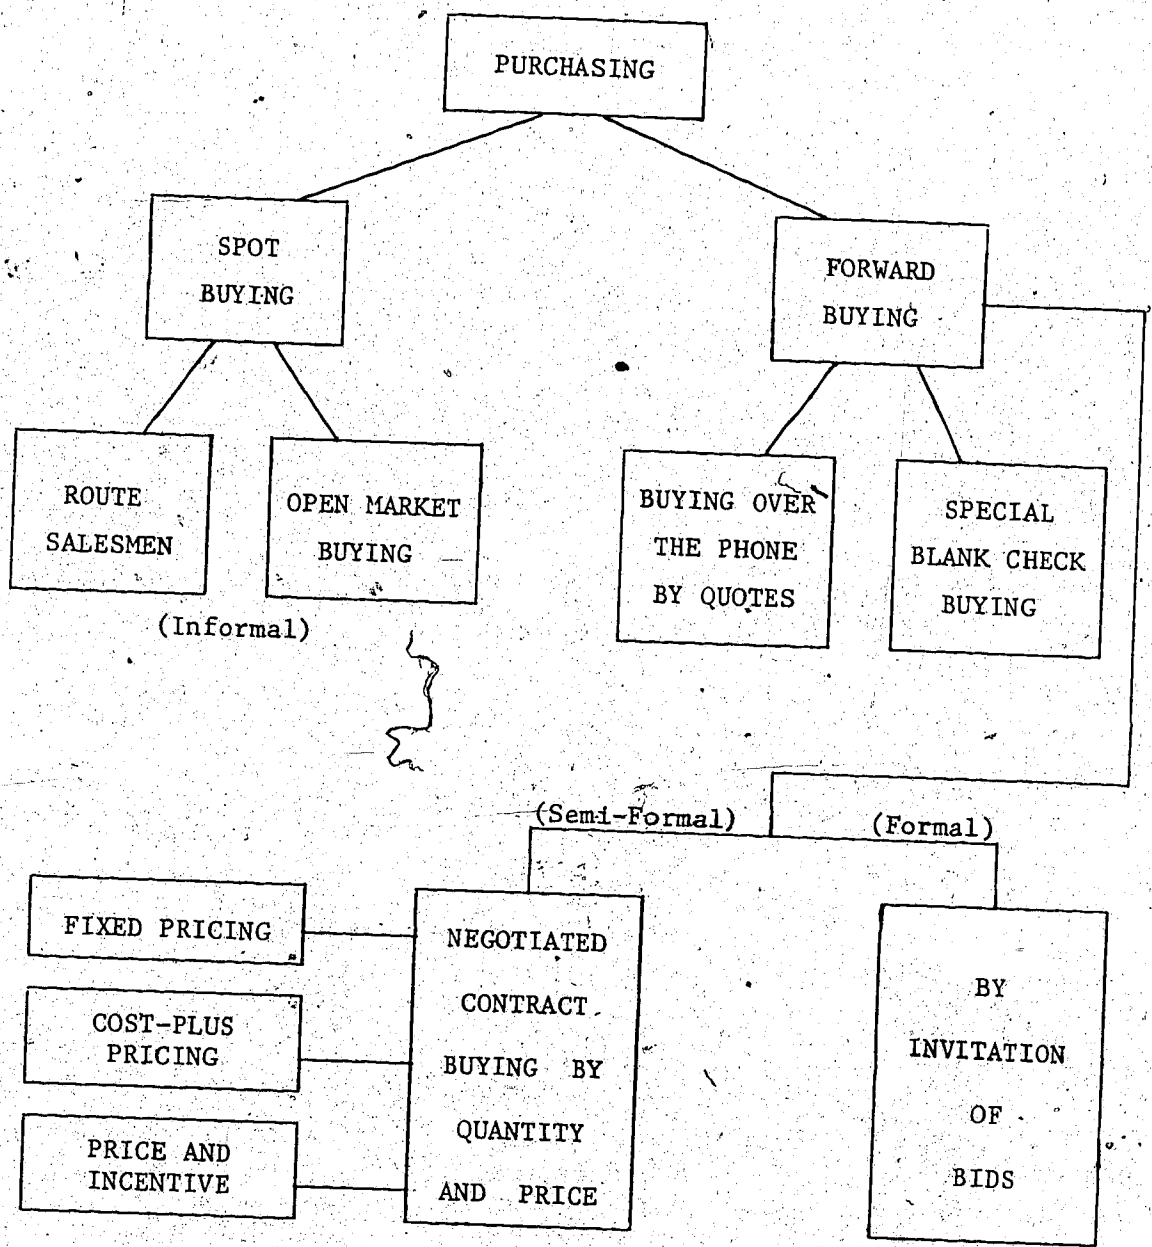 PURCHASING
SPOT
BUYING
FORWARD
BUYING
ROUTE
SALESMEN
OPEN MARKET
BUYING
BUYING OVER
THE PHONE
BY QUOTES
SPECIAL
BLANK CHECK
BUYING
(Informal)
(Semi-Formal)
(Formal)
FIXED PRICING
COST-PLUS
PRICING
PRICE AND
INCENTIVE
NEGOTIATED
CONTRACT
BUYING BY
QUANTITY
AND PRICE
BY
INVITATION
OF
BIDS